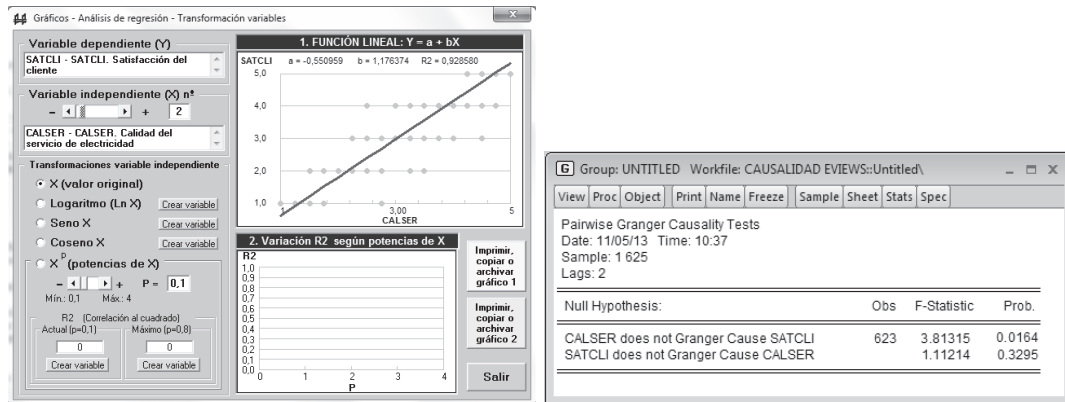 Gráficos - Análisis de regresión - Transformación variables
Variable dependiente (Y)
SATCLI - SATCLI. Satisfacción del
cliente
Variable independiente (X) nº
- + 2
CALSER - CALSER. Calidad del
servicio de electricidad
Transformaciones variable independiente
X (valor original)
Logaritmo (Ln X) Crear variable
Seno X Crear variable
Coseno X Crear variable
X p (potencias de X)
- + P = 0,1
Mín.: 0,1 Máx.: 4
R2 (Correlación al cuadrado)
Actual (p=0,1) Máximo (p=0,8)
0 0
Crear variable Crear variable
1. FUNCIÓN LINEAL: Y = a + bX
SATCLI a = -0,550959 b = 1,176374 R2 = 0,928580
5,0
4,0
3,0
2,0
1,0
1 3,00 5
CALSER
2. Variación R2 según potencias de X
R2
1,0
0,9
0,8
0,7
0,6
0,5
0,4
0,3
0,2
0,1
0,0
0 1 2 3 4
P
Imprimir,
copiar o
archivar
gráfico 1
Imprimir,
copiar o
archivar
gráfico 2
Salir
G Group: UNTITLED Workfile: CAUSALIDAD EVIEWS::Untitled\
View Proc Object Print Name Freeze Sample Sheet Stats Spec
Pairwise Granger Causality Tests
Date: 11/05/13 Time: 10:37
Sample: 1 625
Lags: 2
Null Hypothesis: Obs F-Statistic Prob.
CALSER does not Granger Cause SATCLI 623 3.81315 0.0164
SATCLI does not Granger Cause CALSER 1.11214 0.3295